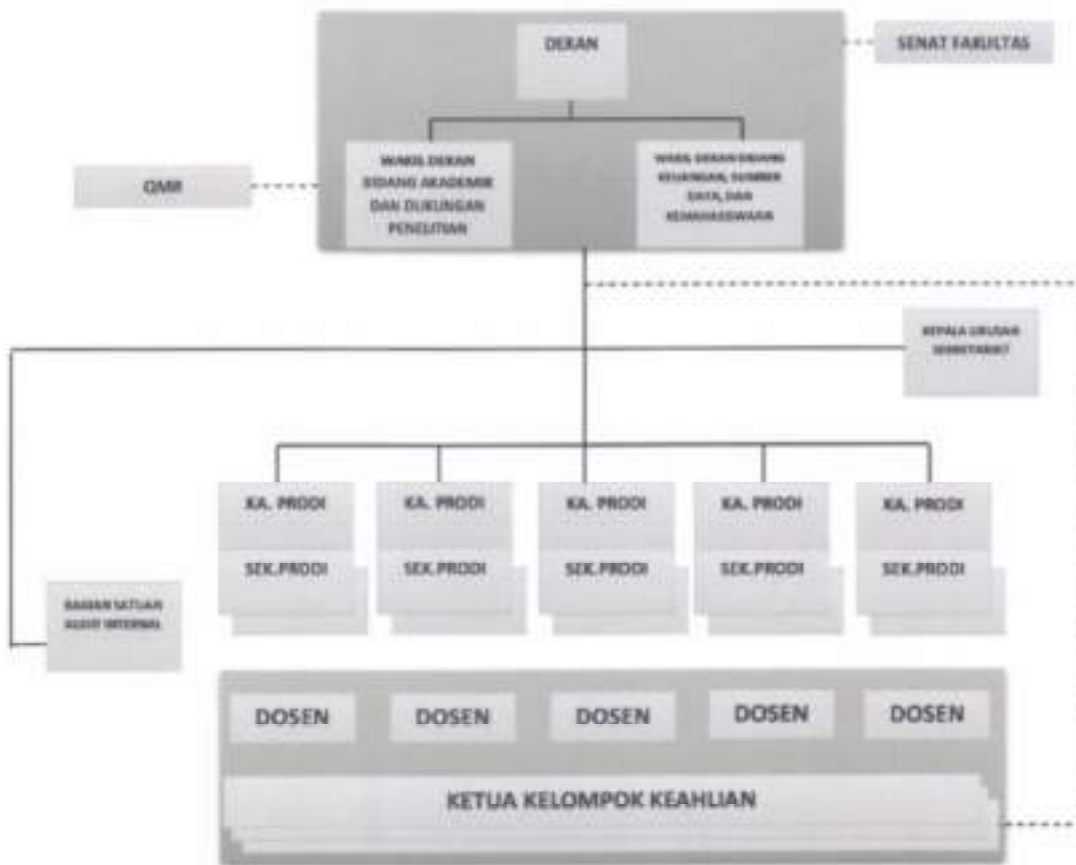 DEKAN
SENAT FAKULTAS
WAKIL DEKAN
BIDANG AKADEMIK
DAN DUKUNGAN
PENELITIAN
WAKIL DEKAN BIDANG
KEUANGAN, SUMBER
DAYA, DAN
KEMAHASISWAAN
QMR
KEPALA URUSAN
SEKRETARIAT
KA. PRODI
KA. PRODI
KA. PRODI
KA. PRODI
KA. PRODI
SEK.PRODI
SEK.PRODI
SEK.PRODI
SEK.PRODI
SEK.PRODI
BAGIAN SATUAN
AUDIT INTERNAL
DOSEN
DOSEN
DOSEN
DOSEN
DOSEN
KETUA KELOMPOK KEAHLIAN